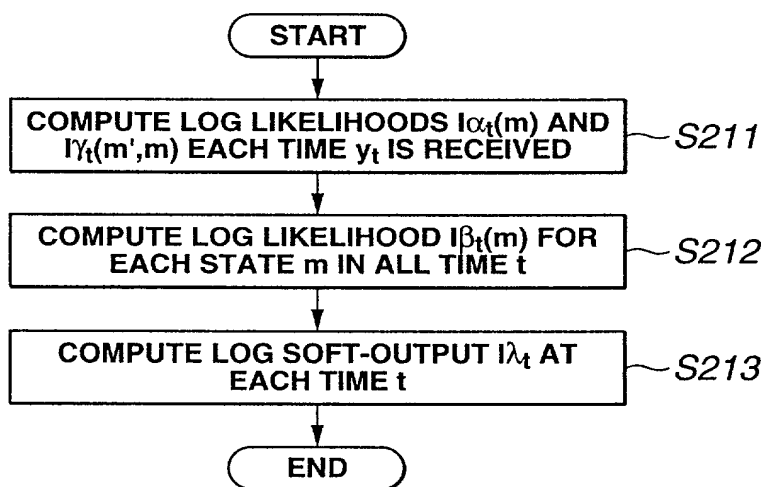 START
COMPUTE LOG LIKELIHOODS Iαt(m) AND
Iγt(m',m) EACH TIME yt IS RECEIVED
S211
COMPUTE LOG LIKELIHOOD Iβt(m) FOR
EACH STATE m IN ALL TIME t
S212
COMPUTE LOG SOFT-OUTPUT Iλt AT
EACH TIME t
S213
END